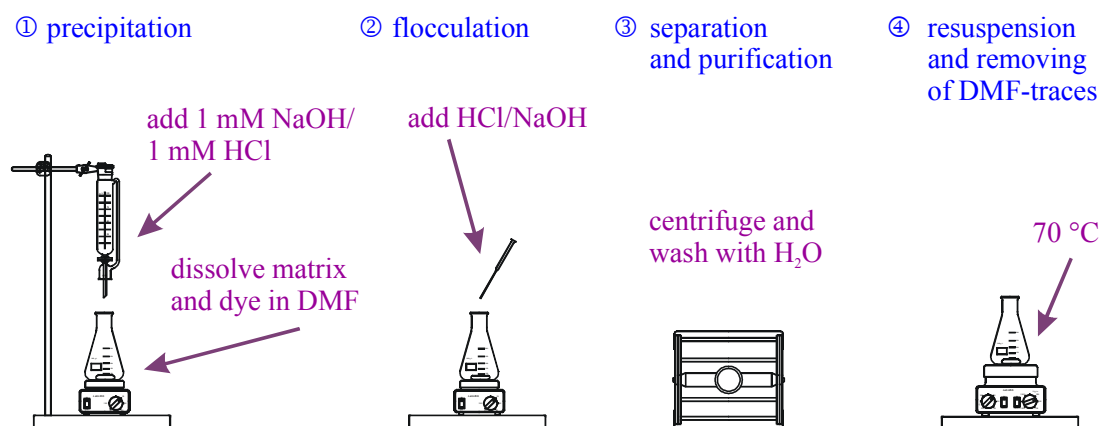 ① precipitation
② flocculation
③ separation
and purification
④ resuspension
and removing
of DMF-traces
add 1 mM NaOH/
1 mM HCl
add HCl/NaOH
dissolve matrix
and dye in DMF
centrifuge and
wash with H₂O
70 °C